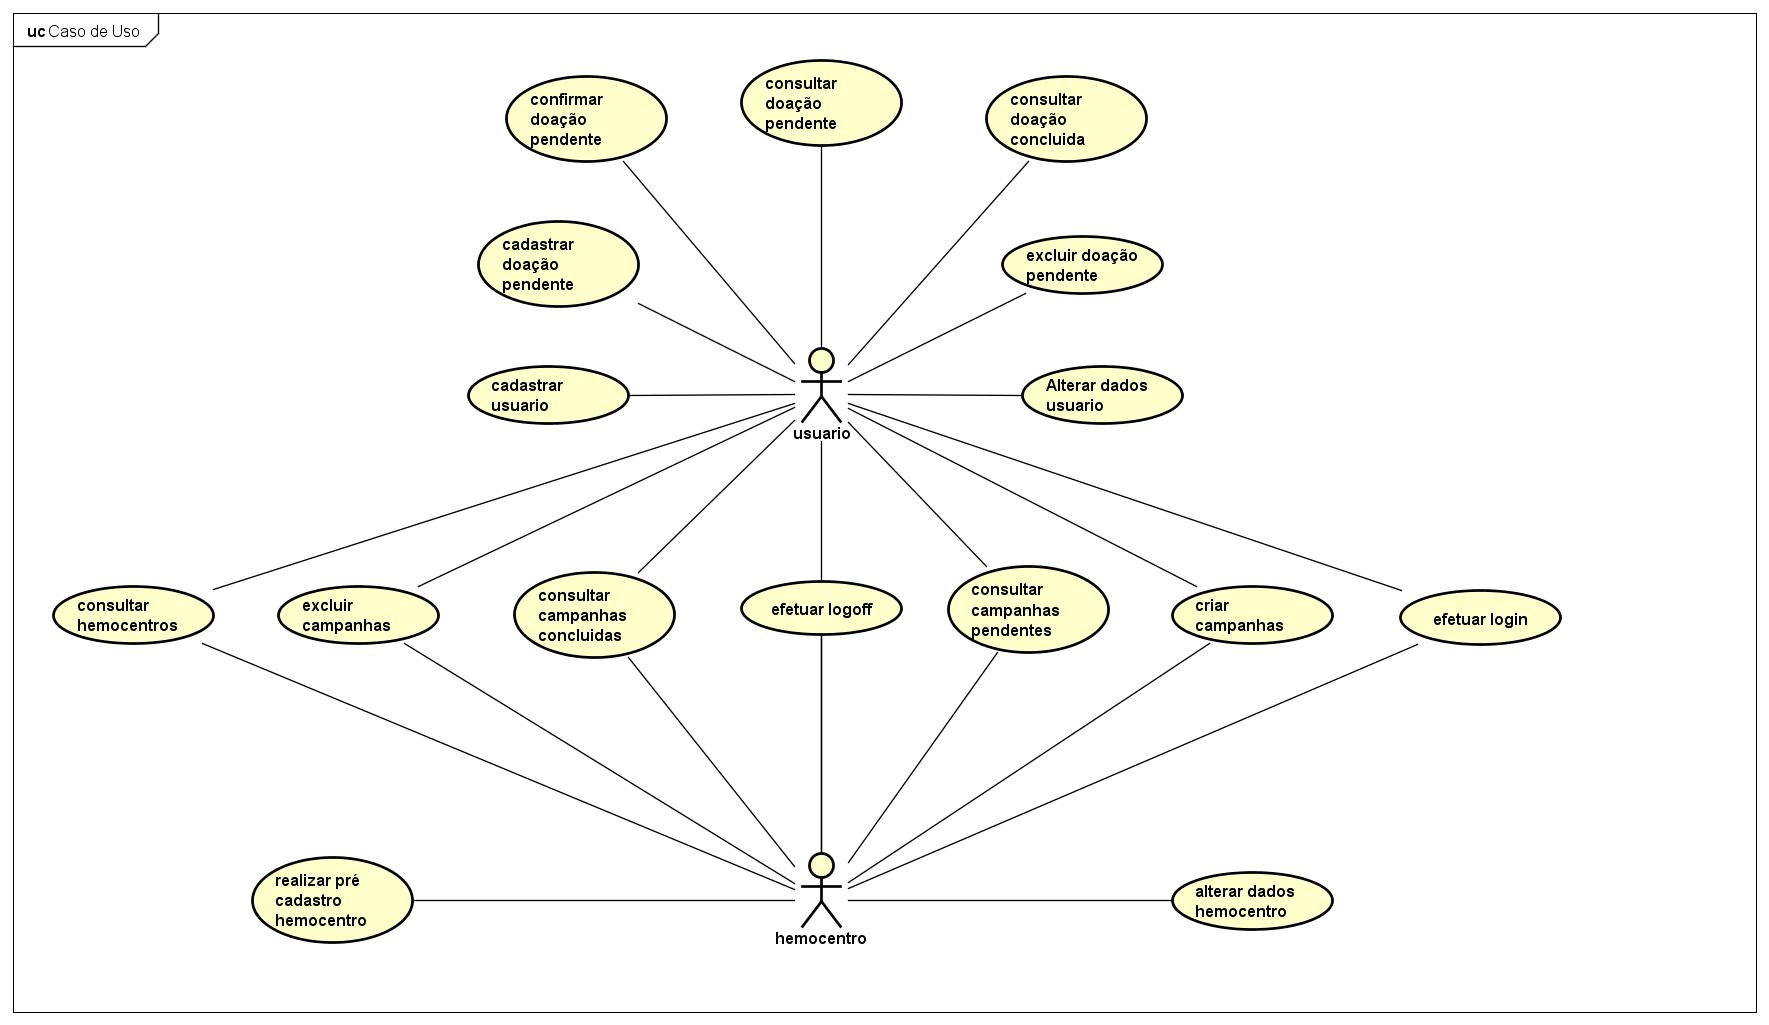 uc Caso de Uso
confirmar
doação
pendente
consultar
doação
pendente
consultar
doação
concluida
cadastrar
doação
pendente
excluir doação
pendente
cadastrar
usuario
Alterar dados
usuario
usuario
consultar
hemocentros
excluir
campanhas
consultar
campanhas
concluidas
efetuar logoff
consultar
campanhas
pendentes
criar
campanhas
efetuar login
realizar pré
cadastro
hemocentro
alterar dados
hemocentro
hemocentro